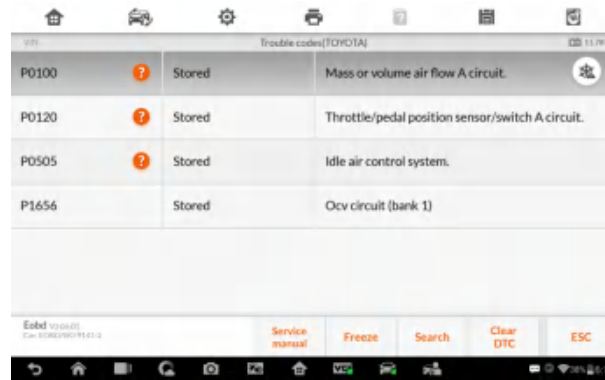 Trouble codes(TOYOTA)
P0100 ? Stored Mass or volume air flow A circuit.
P0120 ? Stored Throttle/pedal position sensor/switch A circuit.
P0505 ? Stored Idle air control system.
P1656 Stored Ocv circuit (bank 1)
Eobd
Service manual Freeze Search Clear DTC ESC